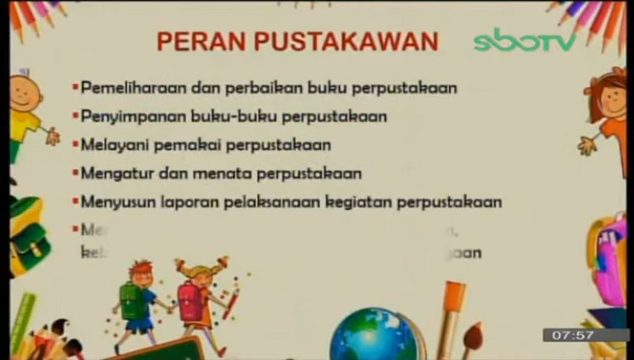 PERAN PUSTAKAWAN
sboTV
Pemeliharaan dan perbaikan buku perpustakaan
Penyimpanan buku-buku perpustakaan
Melayani pemakai perpustakaan
Mengatur dan menata perpustakaan
Menyusun laporan pelaksanaan kegiatan perpustakaan
07:57